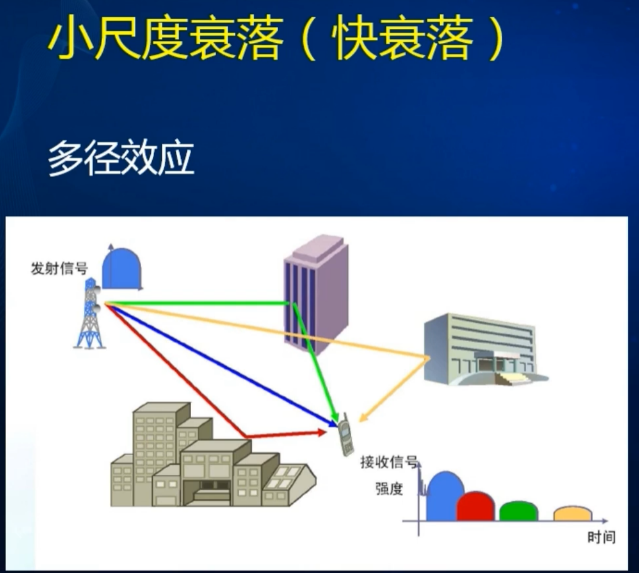 小尺度衰落（快衰落）
多径效应
发射信号
接收信号
强度
时间